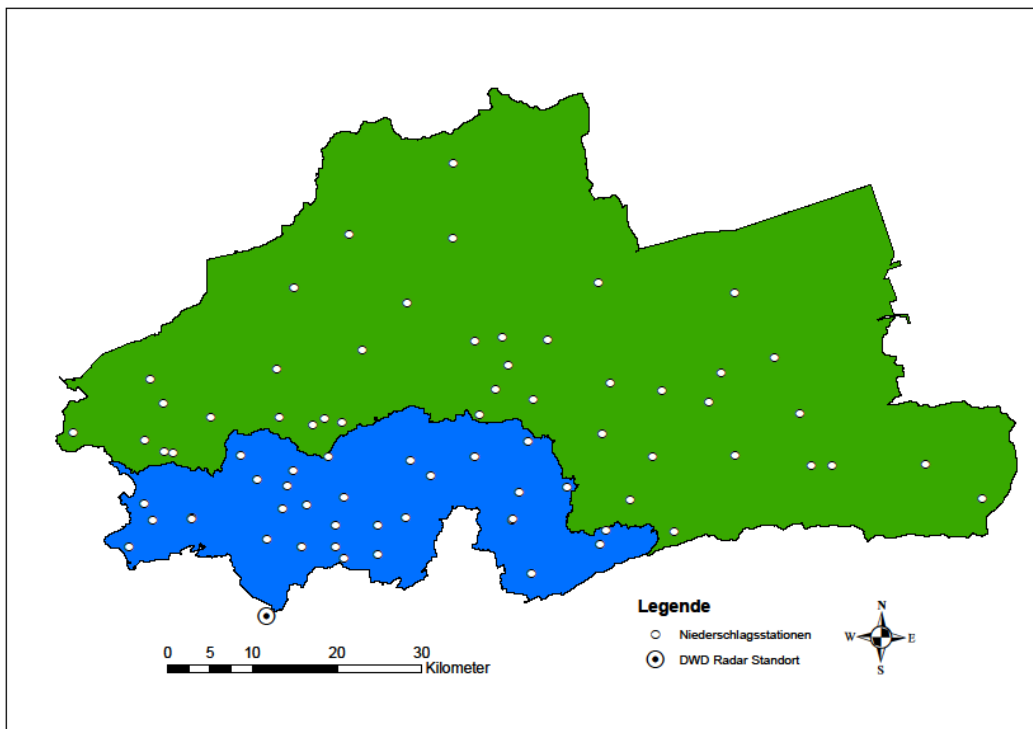 Legende
Niederschlagsstationen
DWD Radar Standort
N
W E
S
0 5 10 20 30
Kilometer